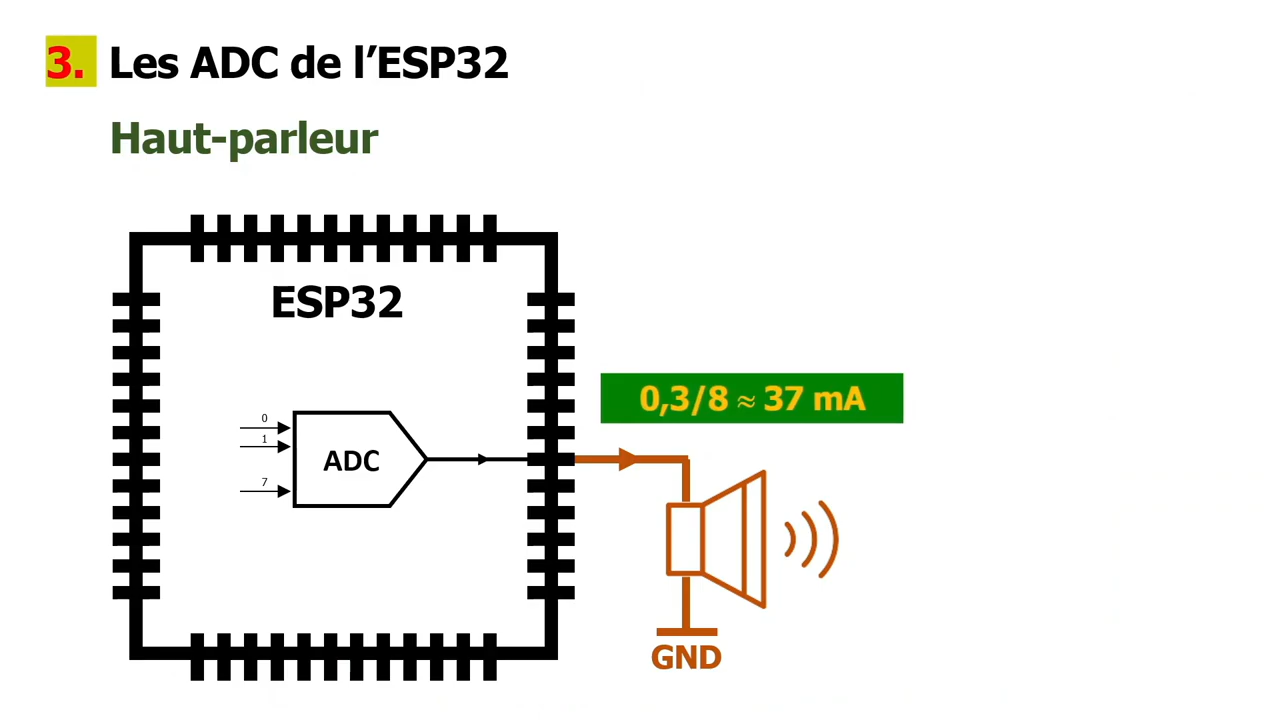 3. Les ADC de l’ESP32
Haut-parleur
ESP32
0,3/8 ≈ 37 mA
0
1
ADC
7
GND